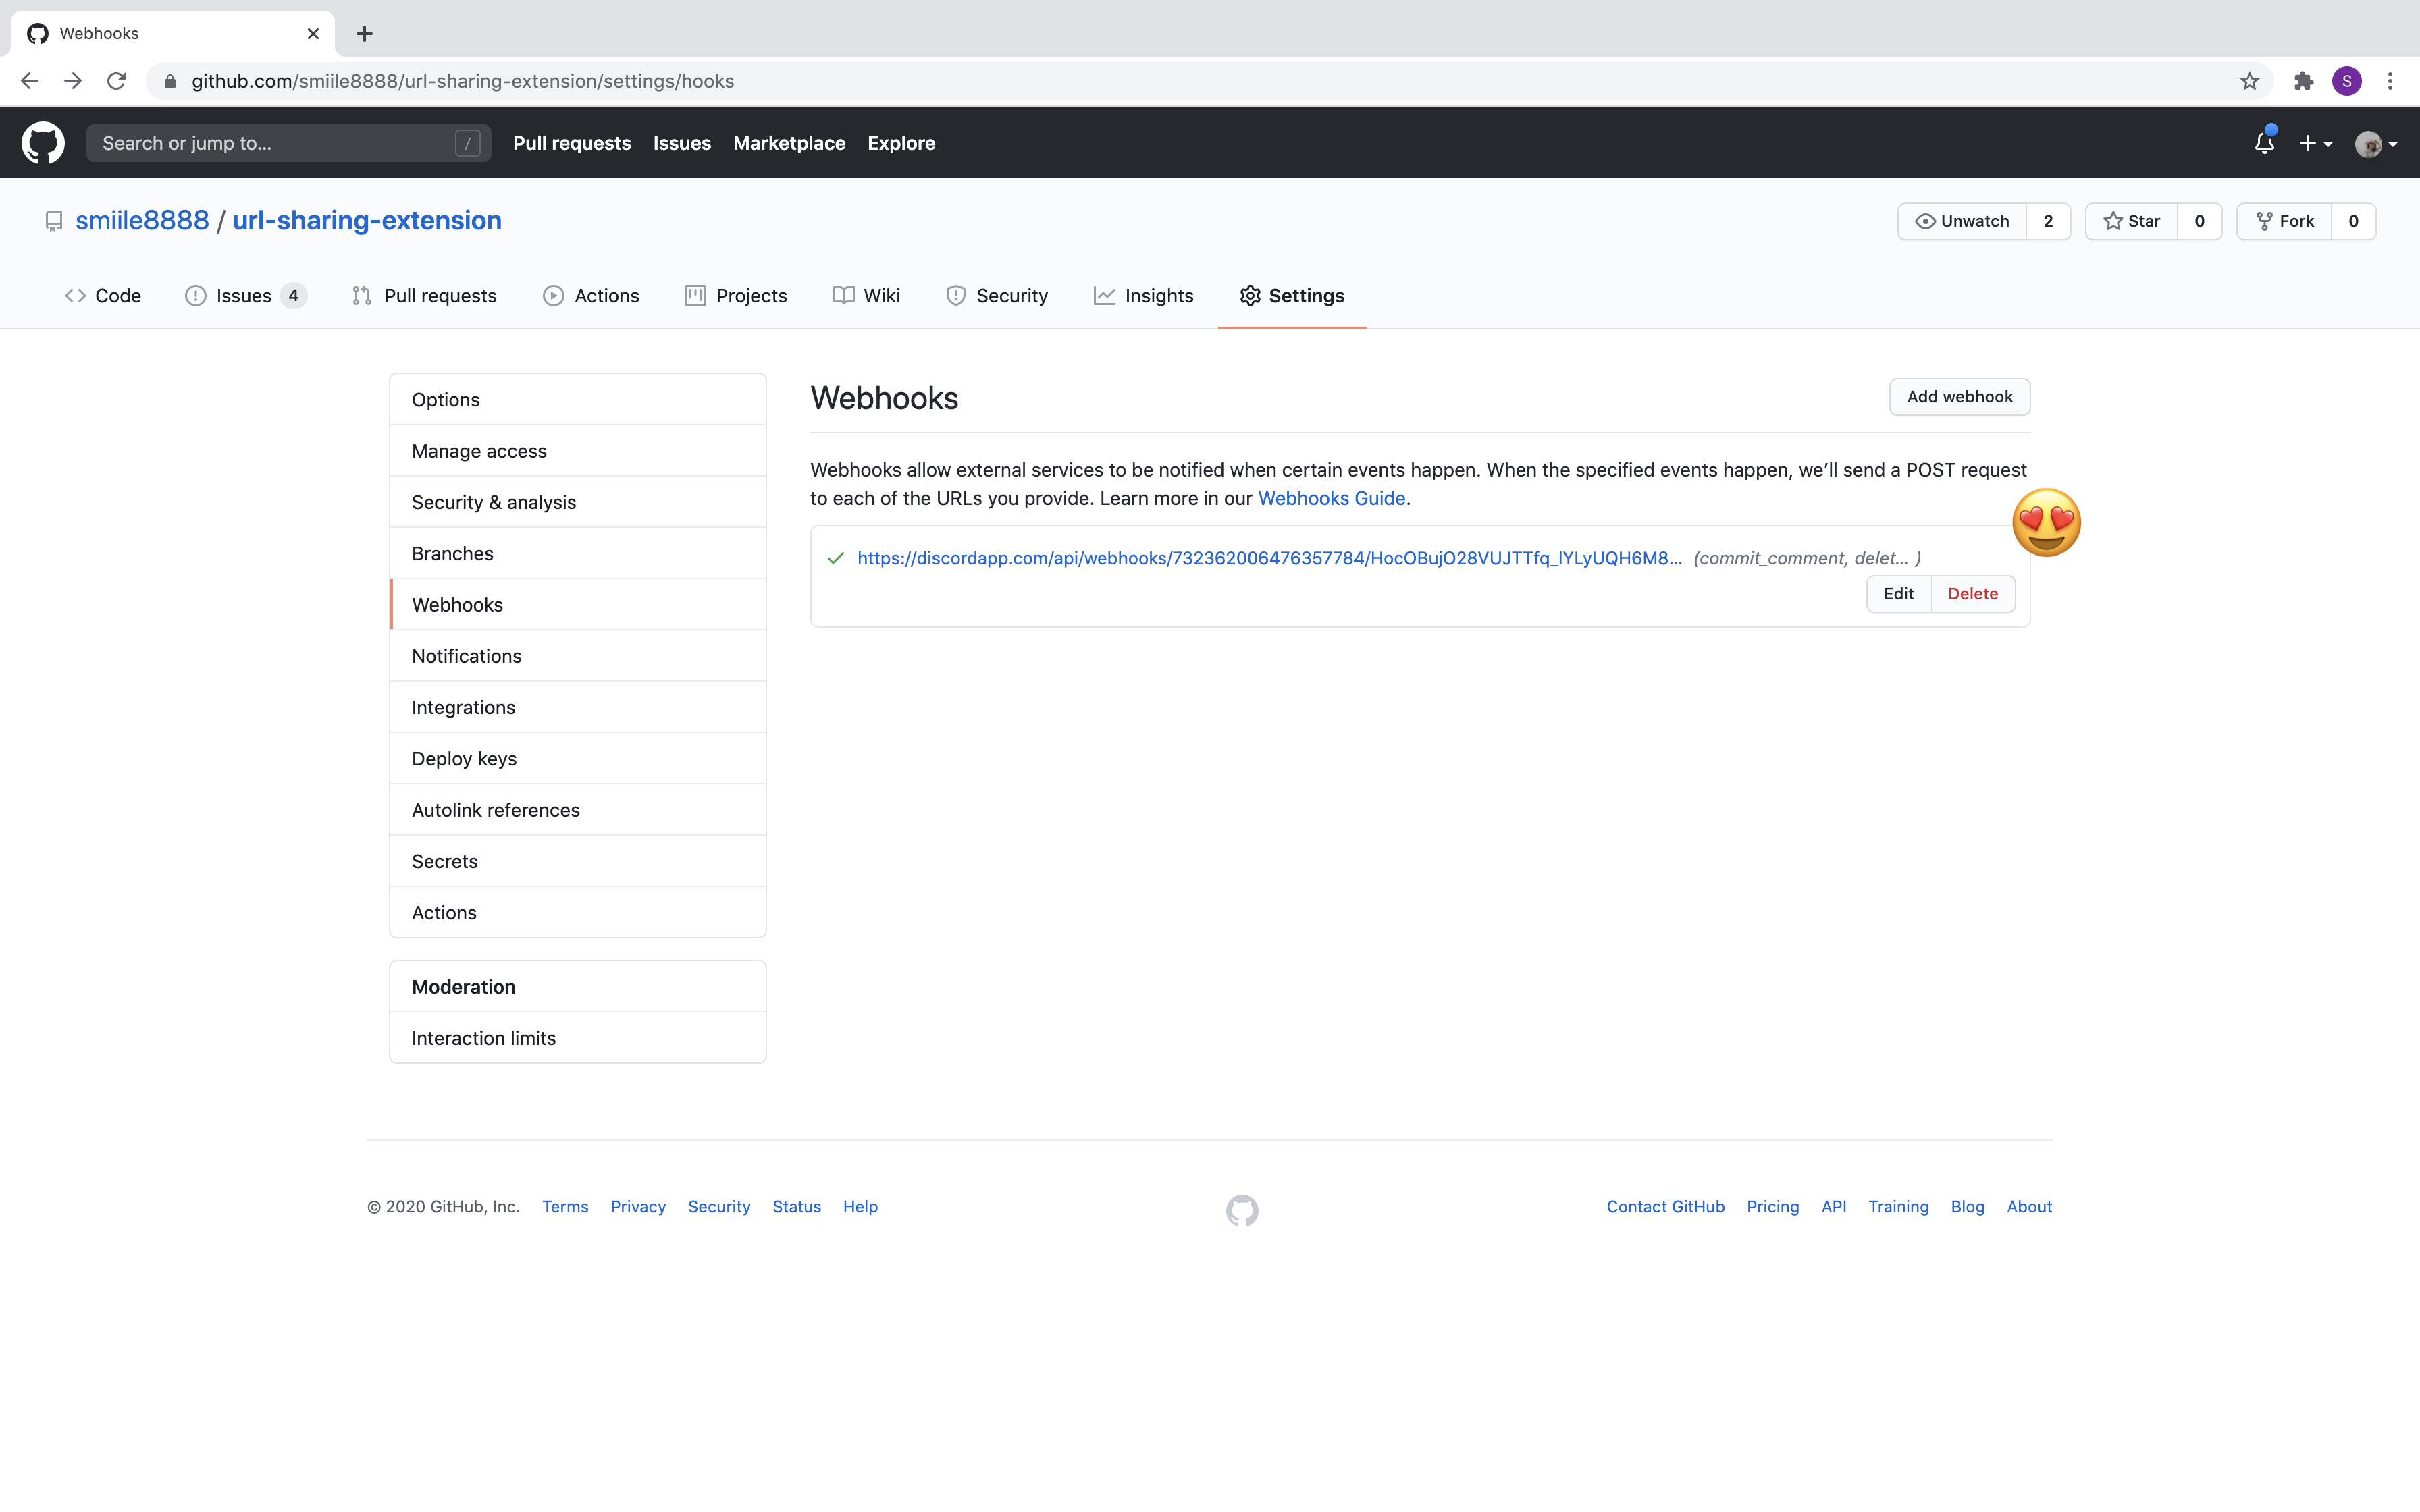 Webhooks
github.com/smiile8888/url-sharing-extension/settings/hooks
S
Search or jump to...
/
Pull requests
Issues
Marketplace
Explore
smiile8888 / url-sharing-extension
Unwatch 2
Star 0
Fork 0
Code
Issues 4
Pull requests
Actions
Projects
Wiki
Security
Insights
Settings
Options
Manage access
Security & analysis
Branches
Webhooks
Notifications
Integrations
Deploy keys
Autolink references
Secrets
Actions
Moderation
Interaction limits
Webhooks
Add webhook
Webhooks allow external services to be notified when certain events happen. When the specified events happen, we’ll send a POST request
to each of the URLs you provide. Learn more in our Webhooks Guide.
https://discordapp.com/api/webhooks/732362006476357784/HocOBujO28VUJTTfq_lYLyUQH6M8... (commit_comment, delet... )
Edit
Delete
© 2020 GitHub, Inc.
Terms
Privacy
Security
Status
Help
Contact GitHub
Pricing
API
Training
Blog
About